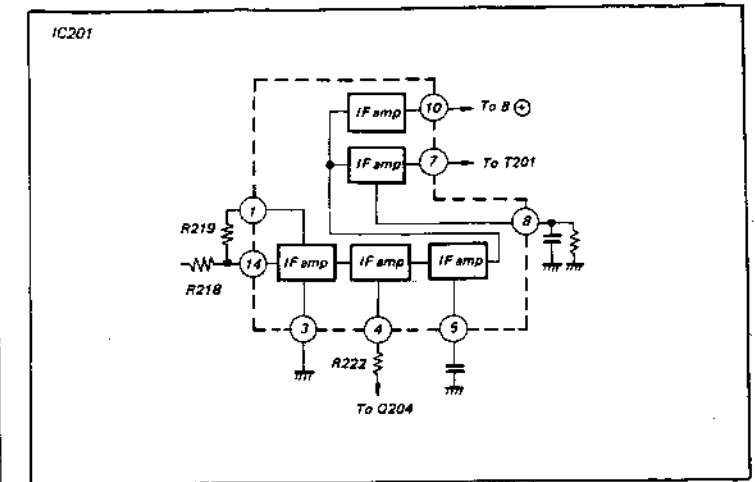 IC201
IF amp
10
To B ⊕
IF amp
7
To T201
1
8
R219
14
IF amp
IF amp
IF amp
R218
3
4
5
R222
To Q204